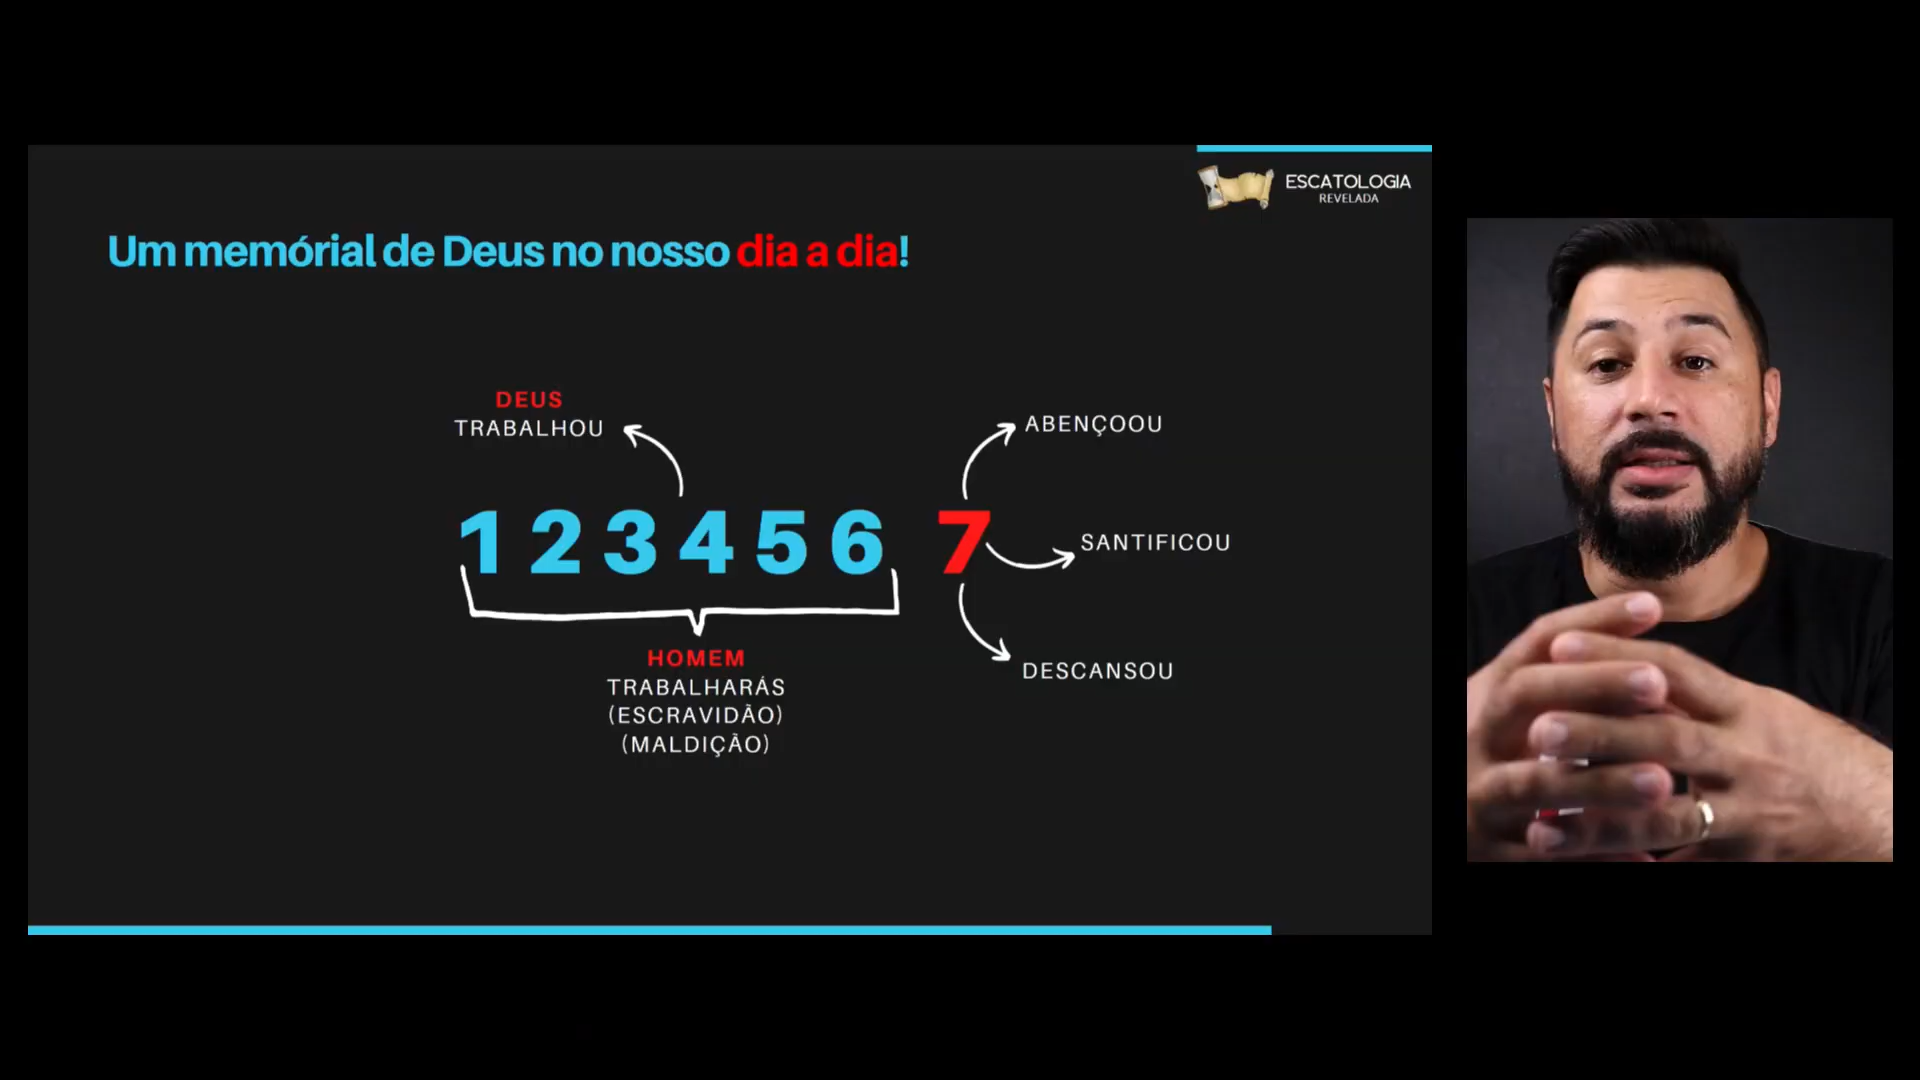 ESCATOLOGIA
REVELADA
Um memórial de Deus no nosso dia a dia!
DEUS
TRABALHOU
ABENÇOOU
1 2 3 4 5 6 7
SANTIFICOU
HOMEM
TRABALHARÁS
(ESCRAVIDÃO)
(MALDIÇÃO)
DESCANSOU